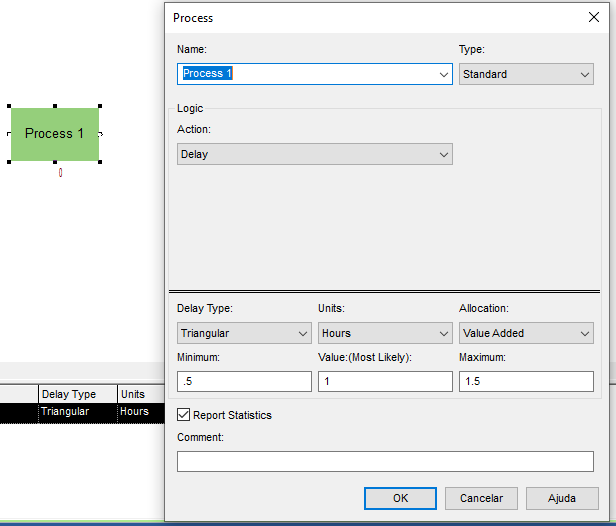 Process
Name:
Type:
Process 1
Standard
Logic
Action:
Delay
Process 1
0
Delay Type:
Units:
Allocation:
Triangular
Hours
Value Added
Minimum:
Value:(Most Likely):
Maximum:
.5
1
1.5
Delay Type
Units
Triangular
Hours
Report Statistics
Comment:
OK
Cancelar
Ajuda